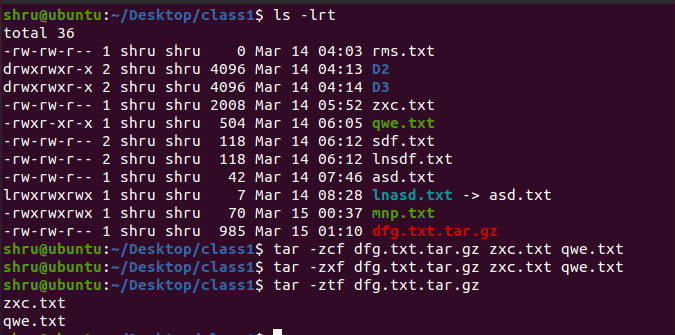 shru@ubuntu:~/Desktop/class1$ ls -lrt
total 36
-rw-rw-r-- 1 shru shru    0 Mar 14 04:03 rms.txt
drwxrwxr-x 2 shru shru 4096 Mar 14 04:13 D2
drwxrwxr-x 2 shru shru 4096 Mar 14 04:14 D3
-rw-rw-r-- 1 shru shru 2008 Mar 14 05:52 zxc.txt
-rwxr-xr-x 1 shru shru  504 Mar 14 06:05 qwe.txt
-rw-rw-r-- 2 shru shru  118 Mar 14 06:12 sdf.txt
-rw-rw-r-- 2 shru shru  118 Mar 14 06:12 lnsdf.txt
-rw-rw-r-- 1 shru shru   42 Mar 14 07:46 asd.txt
lrwxrwxrwx 1 shru shru    7 Mar 14 08:28 lnasd.txt -> asd.txt
-rwxrwxrwx 1 shru shru   70 Mar 15 00:37 mnp.txt
-rw-rw-r-- 1 shru shru  985 Mar 15 01:10 dfg.txt.tar.gz
shru@ubuntu:~/Desktop/class1$ tar -zcf dfg.txt.tar.gz zxc.txt qwe.txt
shru@ubuntu:~/Desktop/class1$ tar -zxf dfg.txt.tar.gz zxc.txt qwe.txt
shru@ubuntu:~/Desktop/class1$ tar -ztf dfg.txt.tar.gz
zxc.txt
qwe.txt